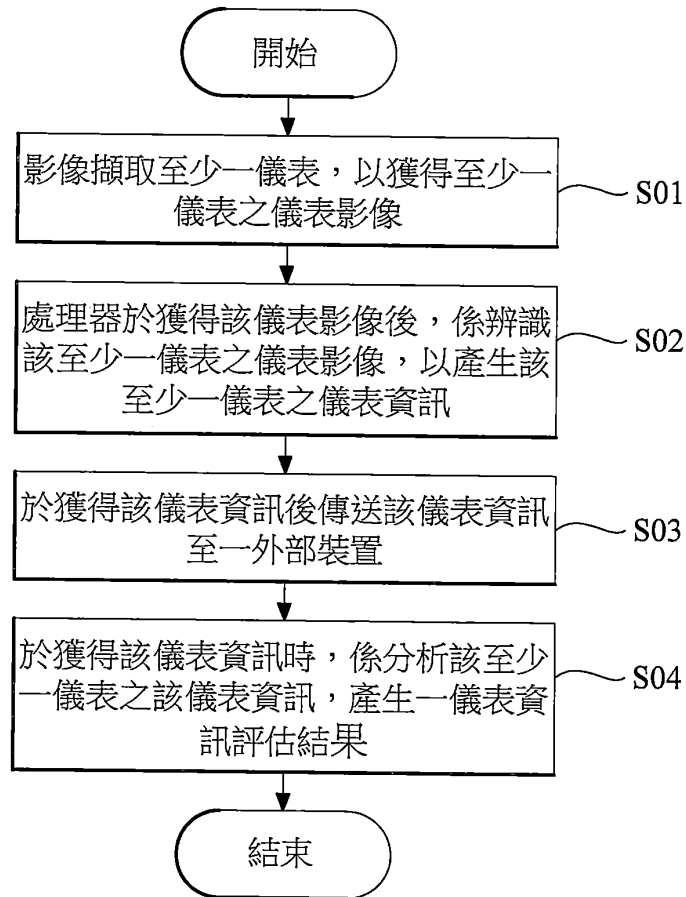 開始
影像擷取至少一儀表，以獲得至少一
儀表之儀表影像
S01
處理器於獲得該儀表影像後，係辨識
該至少一儀表之儀表影像，以產生該
至少一儀表之儀表資訊
S02
於獲得該儀表資訊後傳送該儀表資訊
至一外部裝置
S03
於獲得該儀表資訊時，係分析該至少
一儀表之該儀表資訊，產生一儀表資
訊評估結果
S04
結束